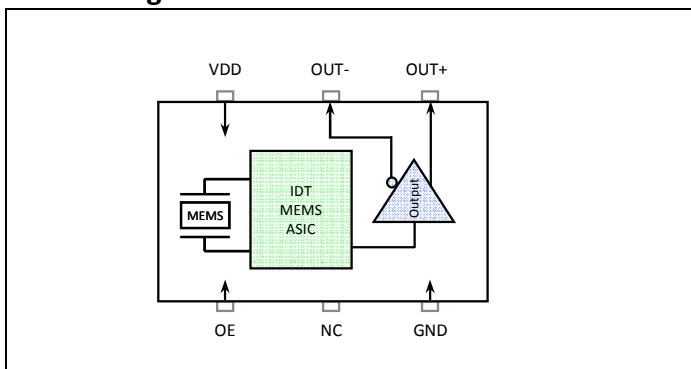 VDD OUT- OUT+
IDT
MEMS
ASIC
MEMS
Output
OE NC GND